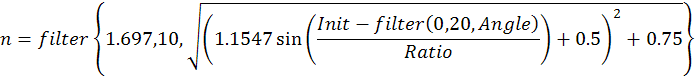 n = filter {1.697,10, √((1.1547 sin((Init − filter(0,20, Angle))/Ratio) + 0.5)² + 0.75)}